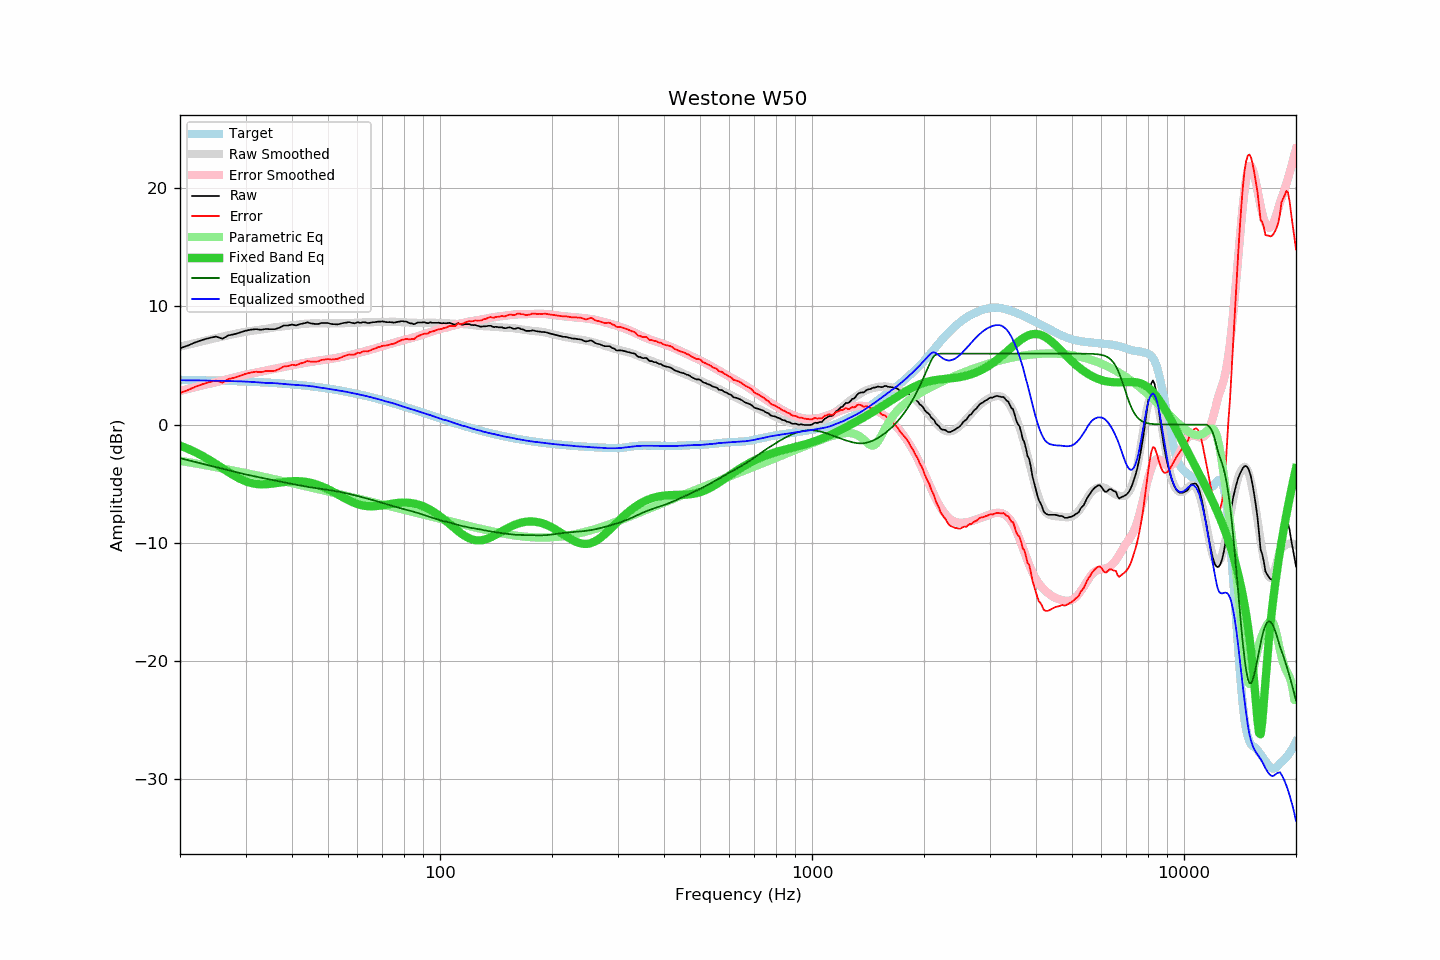 Westone W50
Target
Raw Smoothed
Error Smoothed
Raw
Error
Parametric Eq
Fixed Band Eq
Equalization
Equalized smoothed
20
10
0
−10
−20
−30
Amplitude (dBr)
100
1000
10000
Frequency (Hz)